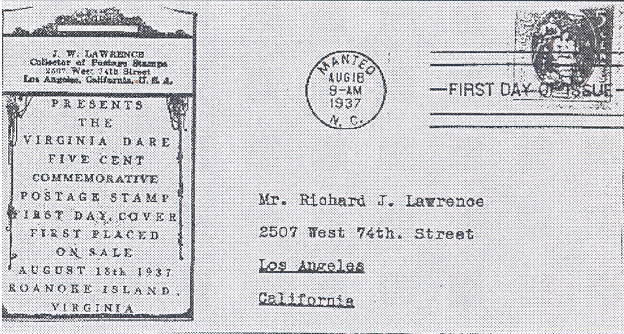 J. W. LAWRENCE
Collector of Postage Stamps
2507 West 74th Street
Los Angeles, California, U. S. A.
PRESENTS
THE
VIRGINIA DARE
FIVE CENT
COMMEMORATIVE
POSTAGE STAMP
FIRST DAY COVER
FIRST PLACED
ON SALE
AUGUST 18th 1937
ROANOKE ISLAND,
VIRGINIA
MANTEO
AUG 18
9-AM
1937
N. C.
FIRST DAY OF ISSUE
5
Mr. Richard J. Lawrence
2507 West 74th. Street
Los Angeles
California